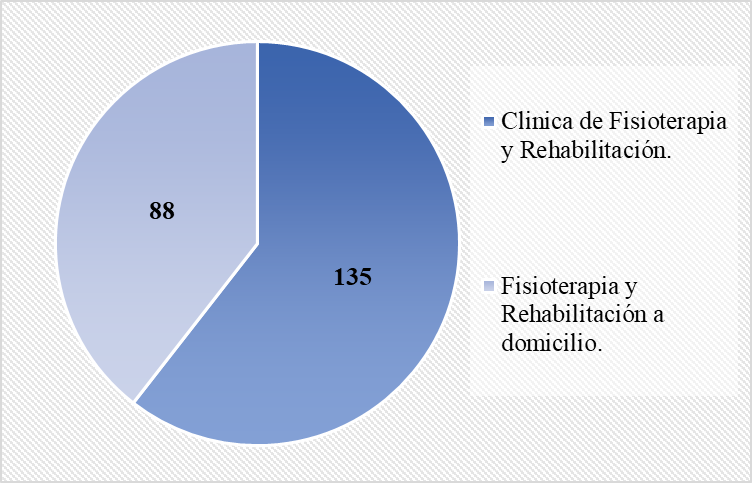 88
135
Clinica de Fisioterapia
y Rehabilitación.
Fisioterapia y
Rehabilitación a
domicilio.